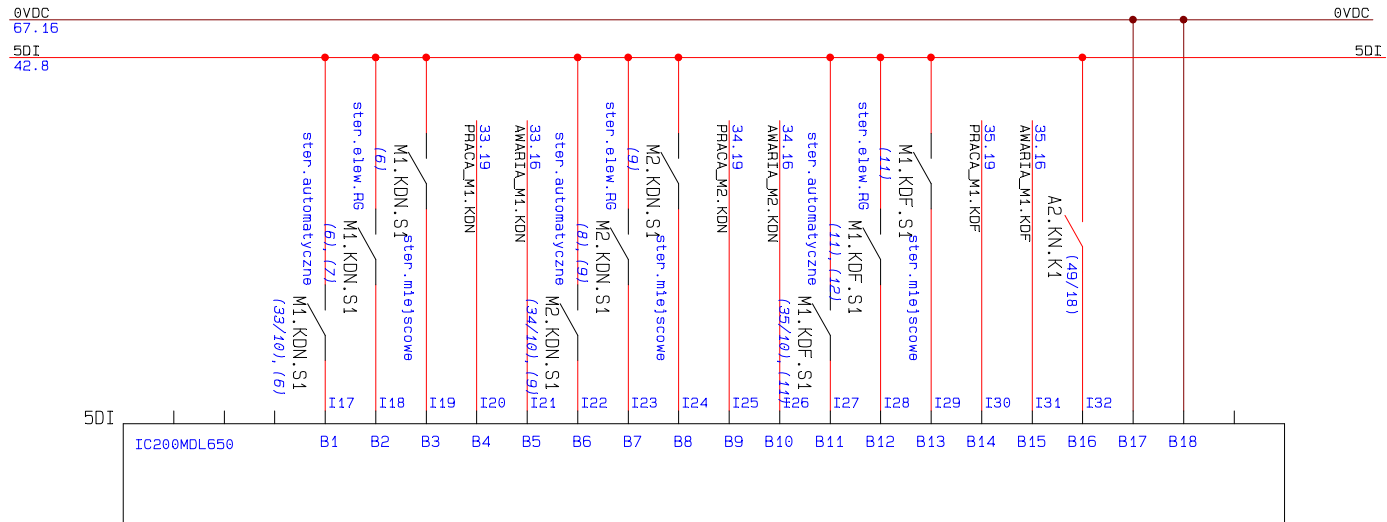 0VDC
67.16
0VDC
5DI
42.8
5DI
ster.automatyczne
M1.KDN.S1
(33/10),(6)
ster.elew.RG
M1.KDN.S1
(6),(7)
M1.KDN.S1
(6)
ster.miejscowe
33.19
PRACA_M1.KDN
33.16
AWARIA_M1.KDN
ster.automatyczne
M2.KDN.S1
(34/10),(9)
ster.elew.RG
M2.KDN.S1
(8),(9)
M2.KDN.S1
(9)
ster.miejscowe
34.19
PRACA_M2.KDN
34.16
AWARIA_M2.KDN
ster.automatyczne
M1.KDF.S1
(35/10),(11)
ster.elew.RG
M1.KDF.S1
(11),(12)
M1.KDF.S1
(11)
ster.miejscowe
35.19
PRACA_M1.KDF
35.16
AWARIA_M1.KDF
A2.KN.K1
(49/18)
I17 I18 I19 I20 I21 I22 I23 I24 I25 I26 I27 I28 I29 I30 I31 I32
5DI
IC200MDL650 B1 B2 B3 B4 B5 B6 B7 B8 B9 B10 B11 B12 B13 B14 B15 B16 B17 B18